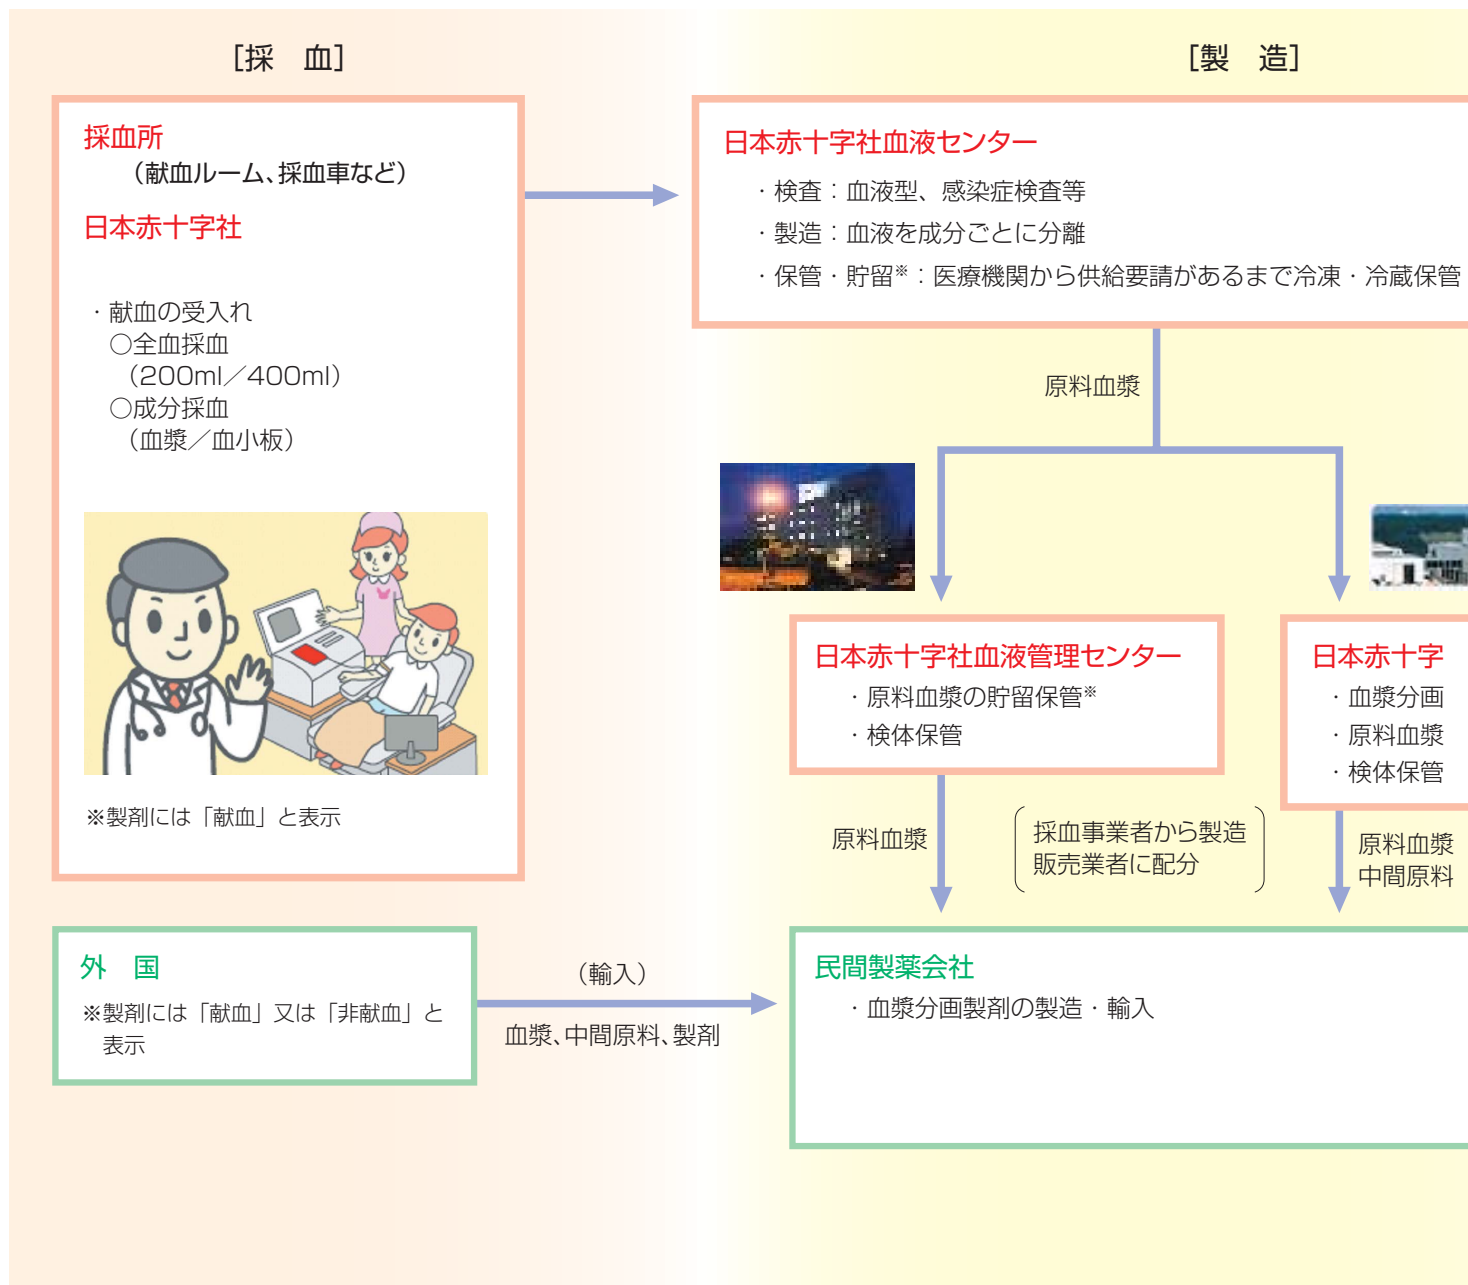 [採　血]
採血所
（献血ルーム、採血車など）
日本赤十字社
・献血の受入れ
○全血採血
（200ml／400ml）
○成分採血
（血漿／血小板）
※製剤には「献血」と表示
外　国
※製剤には「献血」又は「非献血」と
表示
（輸入）
血漿、中間原料、製剤
[製　造]
日本赤十字社血液センター
・検査：血液型、感染症検査等
・製造：血液を成分ごとに分離
・保管・貯留※：医療機関から供給要請があるまで冷凍・冷蔵保管
原料血漿
日本赤十字社血液管理センター
・原料血漿の貯留保管※
・検体保管
日本赤十字
・血漿分画
・原料血漿
・検体保管
原料血漿
採血事業者から製造
販売業者に配分
原料血漿
中間原料
民間製薬会社
・血漿分画製剤の製造・輸入